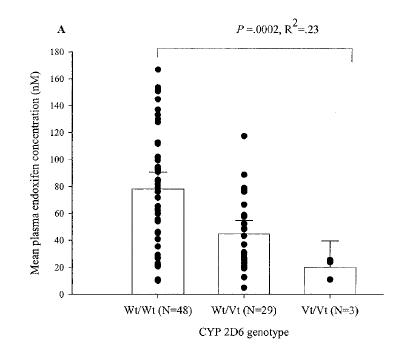 A
P =.0002, R²=.23
180
160
140
120
100
80
60
40
20
0
Mean plasma endoxifen concentration (nM)
Wt/Wt (N=48) Wt/Vt (N=29) Vt/Vt (N=3)
CYP 2D6 genotype